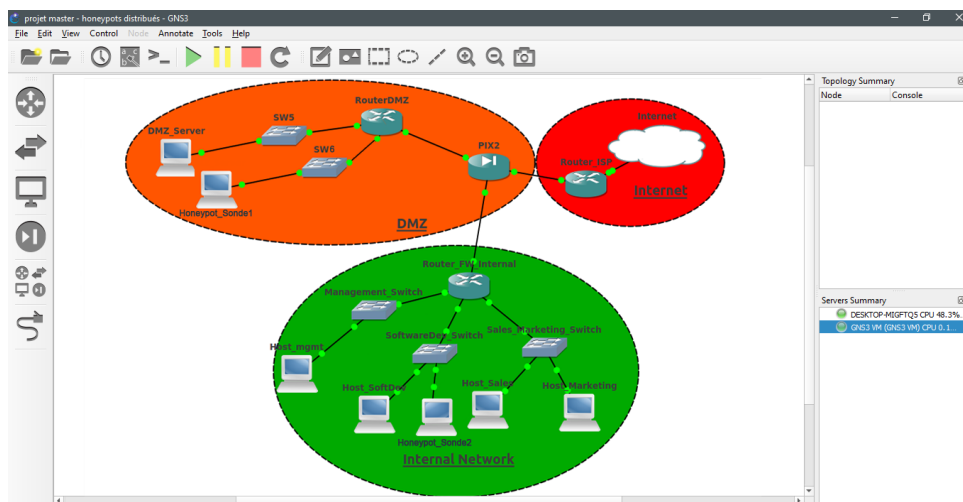 projet master - honeypots distribués - GNS3
File Edit View Control Node Annotate Tools Help
Topology Summary
Node Console
RouterDMZ
SW5
DMZ_Server
SW6
PIX2
Honeypot_Sonde1
DMZ
Internet
Router_ISP
Internet
Router_FW_Internal
Management_Switch
SoftwareDev_Switch
Sales_Marketing_Switch
Host_mgmt
Host_SoftDev
Host_Sales
Host_Marketing
Honeypot_Sonde2
Internal Network
Servers Summary
DESKTOP-MIGFTQS CPU 48.3%...
GNS3 VM (GNS3 VM) CPU 0.1...